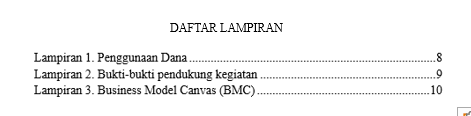 DAFTAR LAMPIRAN
Lampiran 1. Penggunaan Dana....................................................................................8
Lampiran 2. Bukti-bukti pendukung kegiatan ............................................................9
Lampiran 3. Business Model Canvas (BMC)...........................................................10